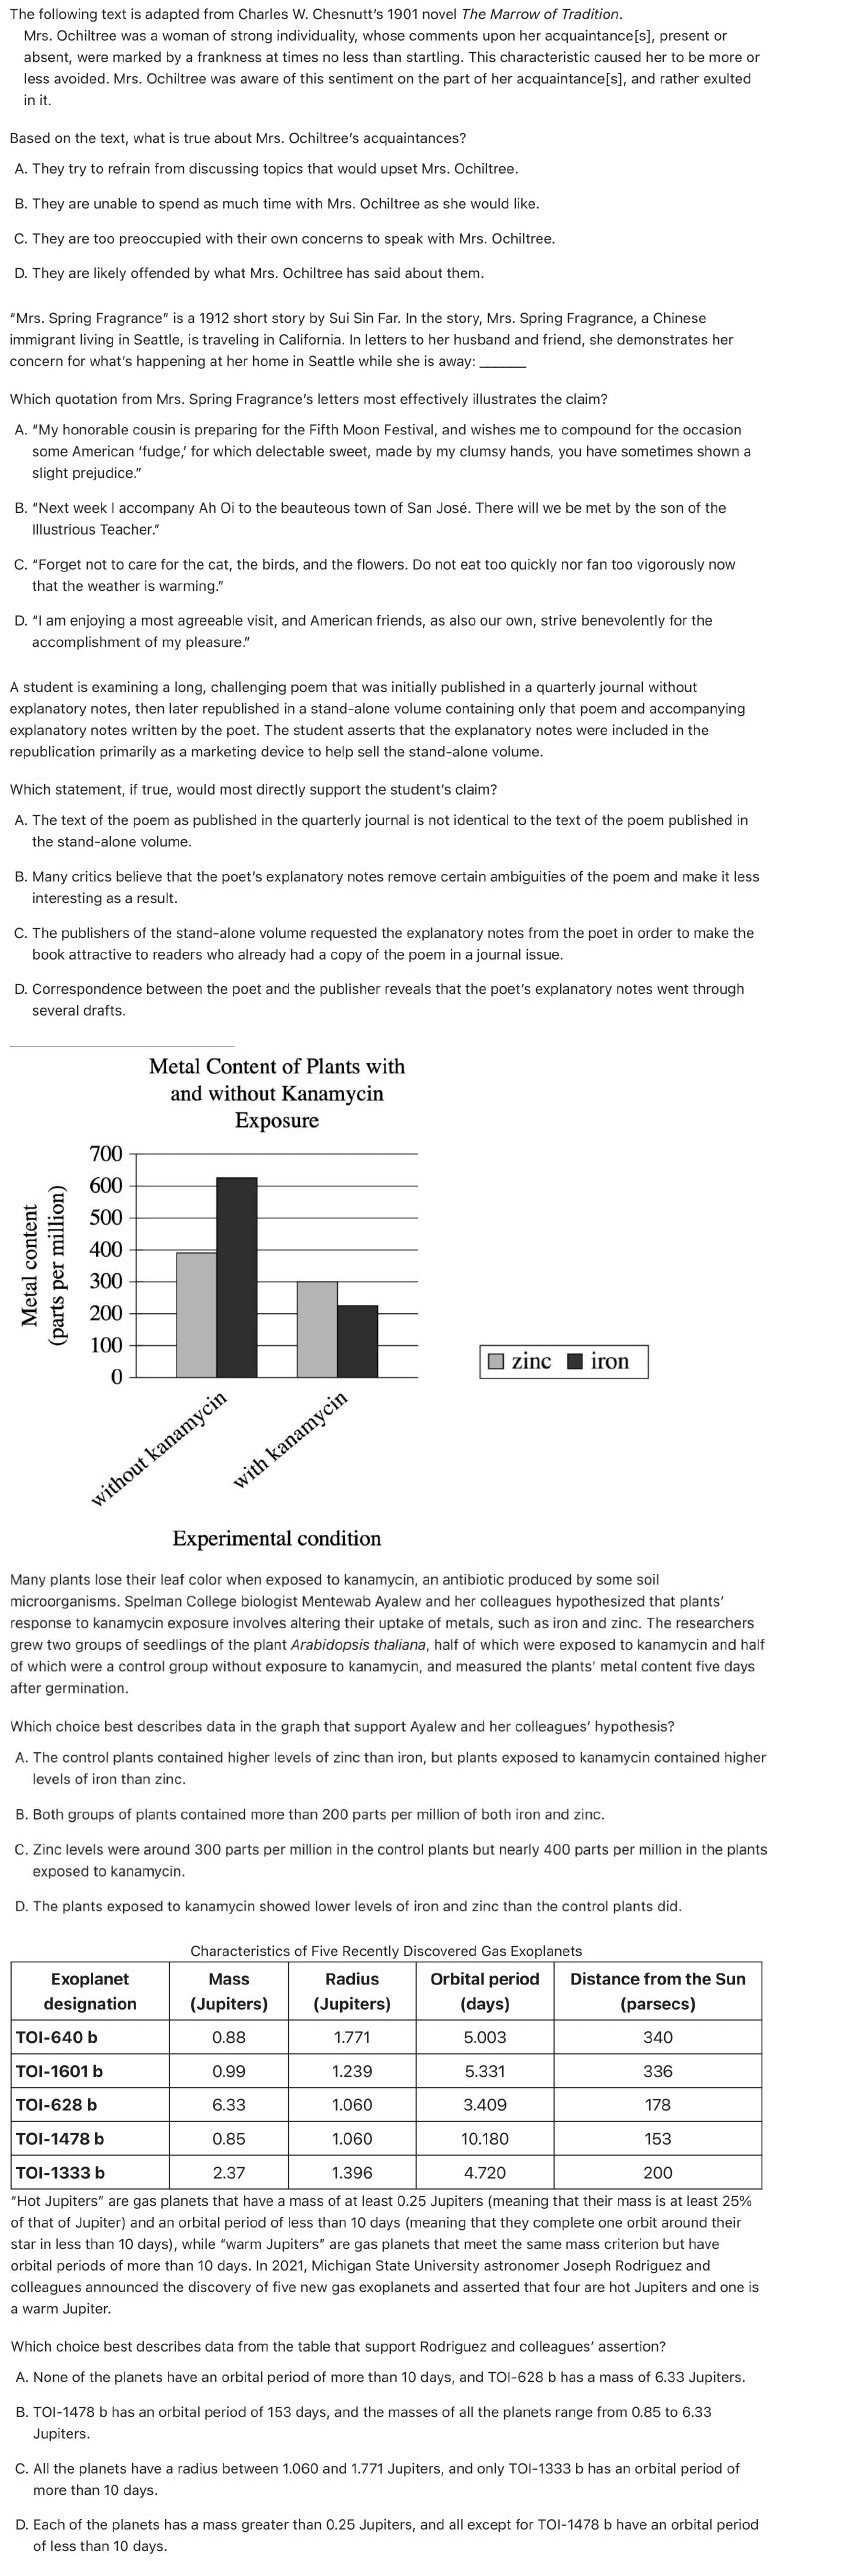 The following text is adapted from Charles W. Chesnutt's 1901 novel The Marrow of Tradition.
Mrs. Ochiltree was a woman of strong individuality, whose comments upon her acquaintance[s], present or
absent, were marked by a frankness at times no less than startling. This characteristic caused her to be more or
less avoided. Mrs. Ochiltree was aware of this sentiment on the part of her acquaintance[s], and rather exulted
in it.
Based on the text, what is true about Mrs. Ochiltree's acquaintances?
A. They try to refrain from discussing topics that would upset Mrs. Ochiltree.
B. They are unable to spend as much time with Mrs. Ochiltree as she would like.
C. They are too preoccupied with their own concerns to speak with Mrs. Ochiltree.
D. They are likely offended by what Mrs. Ochiltree has said about them.
"Mrs. Spring Fragrance" is a 1912 short story by Sui Sin Far. In the story, Mrs. Spring Fragrance, a Chinese
immigrant living in Seattle, is traveling in California. In letters to her husband and friend, she demonstrates her
concern for what's happening at her home in Seattle while she is away: ______
Which quotation from Mrs. Spring Fragrance's letters most effectively illustrates the claim?
A. "My honorable cousin is preparing for the Fifth Moon Festival, and wishes me to compound for the occasion
some American 'fudge,' for which delectable sweet, made by my clumsy hands, you have sometimes shown a
slight prejudice."
B. "Next week I accompany Ah Oi to the beauteous town of San José. There will we be met by the son of the
Illustrious Teacher."
C. "Forget not to care for the cat, the birds, and the flowers. Do not eat too quickly nor fan too vigorously now
that the weather is warming."
D. "I am enjoying a most agreeable visit, and American friends, as also our own, strive benevolently for the
accomplishment of my pleasure."
A student is examining a long, challenging poem that was initially published in a quarterly journal without
explanatory notes, then later republished in a stand-alone volume containing only that poem and accompanying
explanatory notes written by the poet. The student asserts that the explanatory notes were included in the
republication primarily as a marketing device to help sell the stand-alone volume.
Which statement, if true, would most directly support the student's claim?
A. The text of the poem as published in the quarterly journal is not identical to the text of the poem published in
the stand-alone volume.
B. Many critics believe that the poet's explanatory notes remove certain ambiguities of the poem and make it less
interesting as a result.
C. The publishers of the stand-alone volume requested the explanatory notes from the poet in order to make the
book attractive to readers who already had a copy of the poem in a journal issue.
D. Correspondence between the poet and the publisher reveals that the poet's explanatory notes went through
several drafts.
Metal Content of Plants with
and without Kanamycin
Exposure
Metal content
(parts per million)
700
600
500
400
300
200
100
0
zinc iron
without kanamycin
with kanamycin
Experimental condition
Many plants lose their leaf color when exposed to kanamycin, an antibiotic produced by some soil
microorganisms. Spelman College biologist Mentewab Ayalew and her colleagues hypothesized that plants'
response to kanamycin exposure involves altering their uptake of metals, such as iron and zinc. The researchers
grew two groups of seedlings of the plant Arabidopsis thaliana, half of which were exposed to kanamycin and half
of which were a control group without exposure to kanamycin, and measured the plants' metal content five days
after germination.
Which choice best describes data in the graph that support Ayalew and her colleagues' hypothesis?
A. The control plants contained higher levels of zinc than iron, but plants exposed to kanamycin contained higher
levels of iron than zinc.
B. Both groups of plants contained more than 200 parts per million of both iron and zinc.
C. Zinc levels were around 300 parts per million in the control plants but nearly 400 parts per million in the plants
exposed to kanamycin.
D. The plants exposed to kanamycin showed lower levels of iron and zinc than the control plants did.
Characteristics of Five Recently Discovered Gas Exoplanets
Exoplanet designation Mass (Jupiters) Radius (Jupiters) Orbital period (days) Distance from the Sun (parsecs)
TOI-640 b 0.88 1.771 5.003 340
TOI-1601 b 0.99 1.239 5.331 336
TOI-628 b 6.33 1.060 3.409 178
TOI-1478 b 0.85 1.060 10.180 153
TOI-1333 b 2.37 1.396 4.720 200
"Hot Jupiters" are gas planets that have a mass of at least 0.25 Jupiters (meaning that their mass is at least 25%
of that of Jupiter) and an orbital period of less than 10 days (meaning that they complete one orbit around their
star in less than 10 days), while "warm Jupiters" are gas planets that meet the same mass criterion but have
orbital periods of more than 10 days. In 2021, Michigan State University astronomer Joseph Rodriguez and
colleagues announced the discovery of five new gas exoplanets and asserted that four are hot Jupiters and one is
a warm Jupiter.
Which choice best describes data from the table that support Rodriguez and colleagues' assertion?
A. None of the planets have an orbital period of more than 10 days, and TOI-628 b has a mass of 6.33 Jupiters.
B. TOI-1478 b has an orbital period of 153 days, and the masses of all the planets range from 0.85 to 6.33
Jupiters.
C. All the planets have a radius between 1.060 and 1.771 Jupiters, and only TOI-1333 b has an orbital period of
more than 10 days.
D. Each of the planets has a mass greater than 0.25 Jupiters, and all except for TOI-1478 b have an orbital period
of less than 10 days.